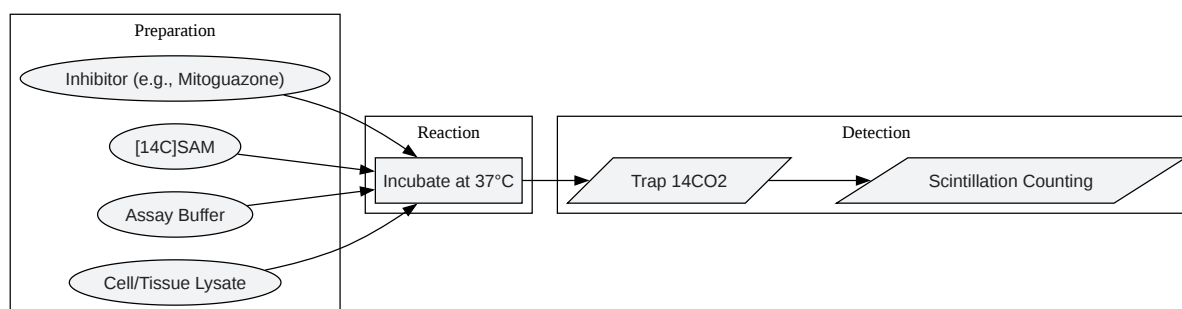 Preparation
Inhibitor (e.g., Mitoguazone)
[14C]SAM
Assay Buffer
Cell/Tissue Lysate
Reaction
Incubate at 37°C
Detection
Trap 14CO2
Scintillation Counting